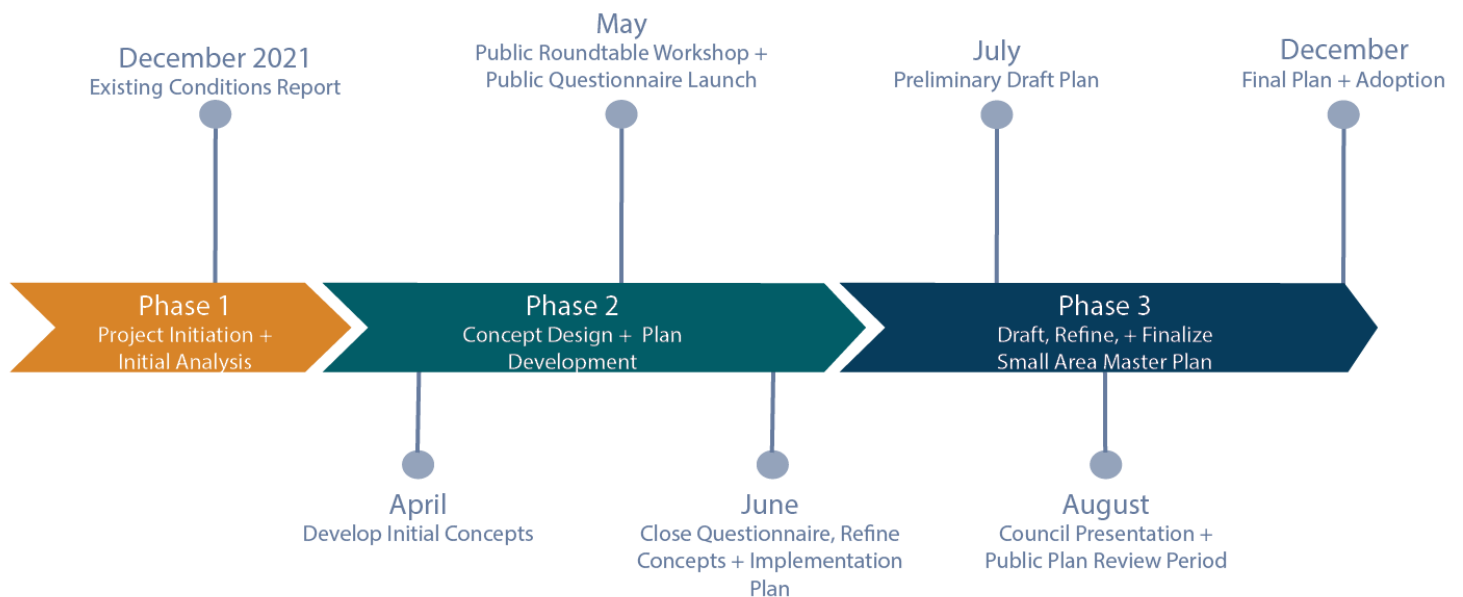 December 2021
Existing Conditions Report
May
Public Roundtable Workshop +
Public Questionnaire Launch
July
Preliminary Draft Plan
December
Final Plan + Adoption
Phase 1
Project Initiation +
Initial Analysis
Phase 2
Concept Design + Plan
Development
Phase 3
Draft, Refine, + Finalize
Small Area Master Plan
April
Develop Initial Concepts
June
Close Questionnaire, Refine
Concepts + Implementation
Plan
August
Council Presentation +
Public Plan Review Period